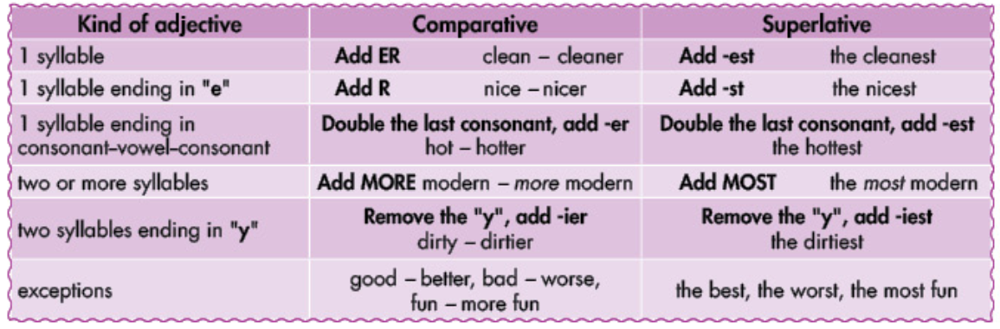 Kind of adjective Comparative Superlative
1 syllable Add ER clean – cleaner Add -est the cleanest
1 syllable ending in "e" Add R nice – nicer Add -st the nicest
1 syllable ending in
consonant–vowel–consonant
Double the last consonant, add -er
hot – hotter
Double the last consonant, add -est
the hottest
two or more syllables Add MORE modern – more modern Add MOST the most modern
two syllables ending in "y"
Remove the "y", add -ier
dirty – dirtier
Remove the "y", add -iest
the dirtiest
exceptions
good – better, bad – worse,
fun – more fun
the best, the worst, the most fun